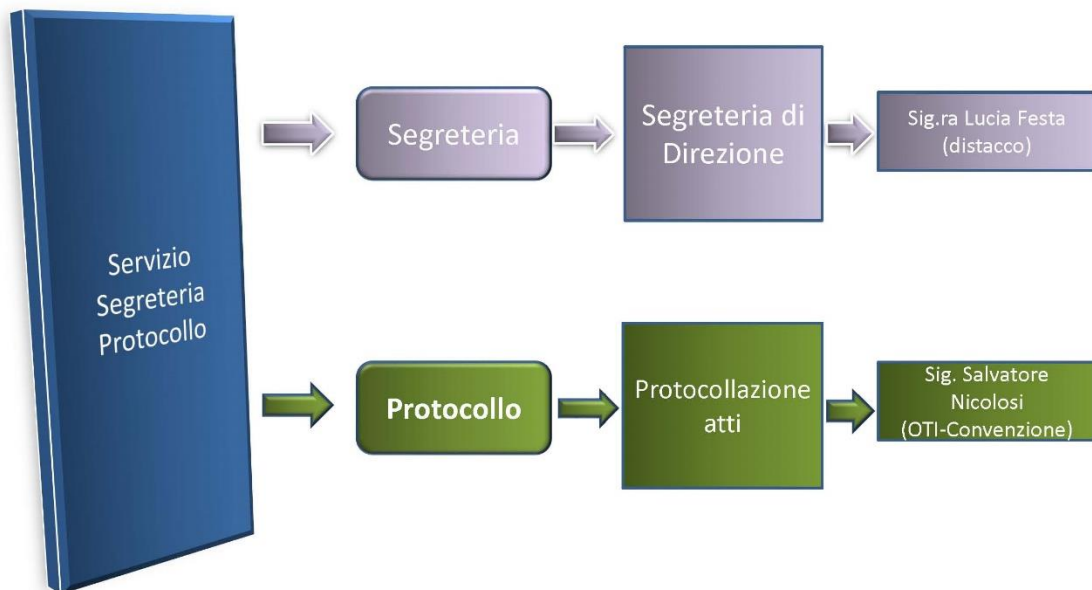 Servizio
Segreteria
Protocollo
Segreteria
Segreteria di
Direzione
Sig.ra Lucia Festa
(distacco)
Protocollo
Protocollazione
atti
Sig. Salvatore
Nicolosi
(OTI-Convenzione)